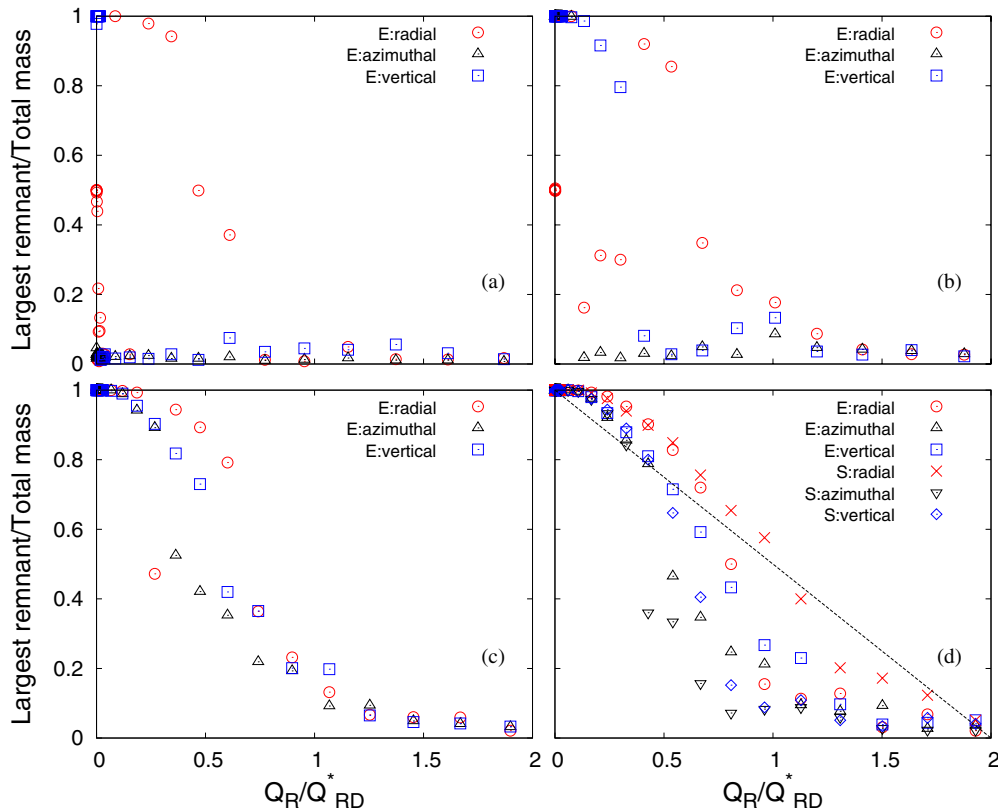 Largest remnant/Total mass
1
0.8
0.6
0.4
0.2
0
E:radial
E:azimuthal
E:vertical
(a)
E:radial
E:azimuthal
E:vertical
(b)
Largest remnant/Total mass
1
0.8
0.6
0.4
0.2
0
E:radial
E:azimuthal
E:vertical
(c)
0 0.5 1 1.5 2
Q_R/Q^*_RD
E:radial
E:azimuthal
E:vertical
S:radial
S:azimuthal
S:vertical
(d)
0 0.5 1 1.5 2
Q_R/Q^*_RD